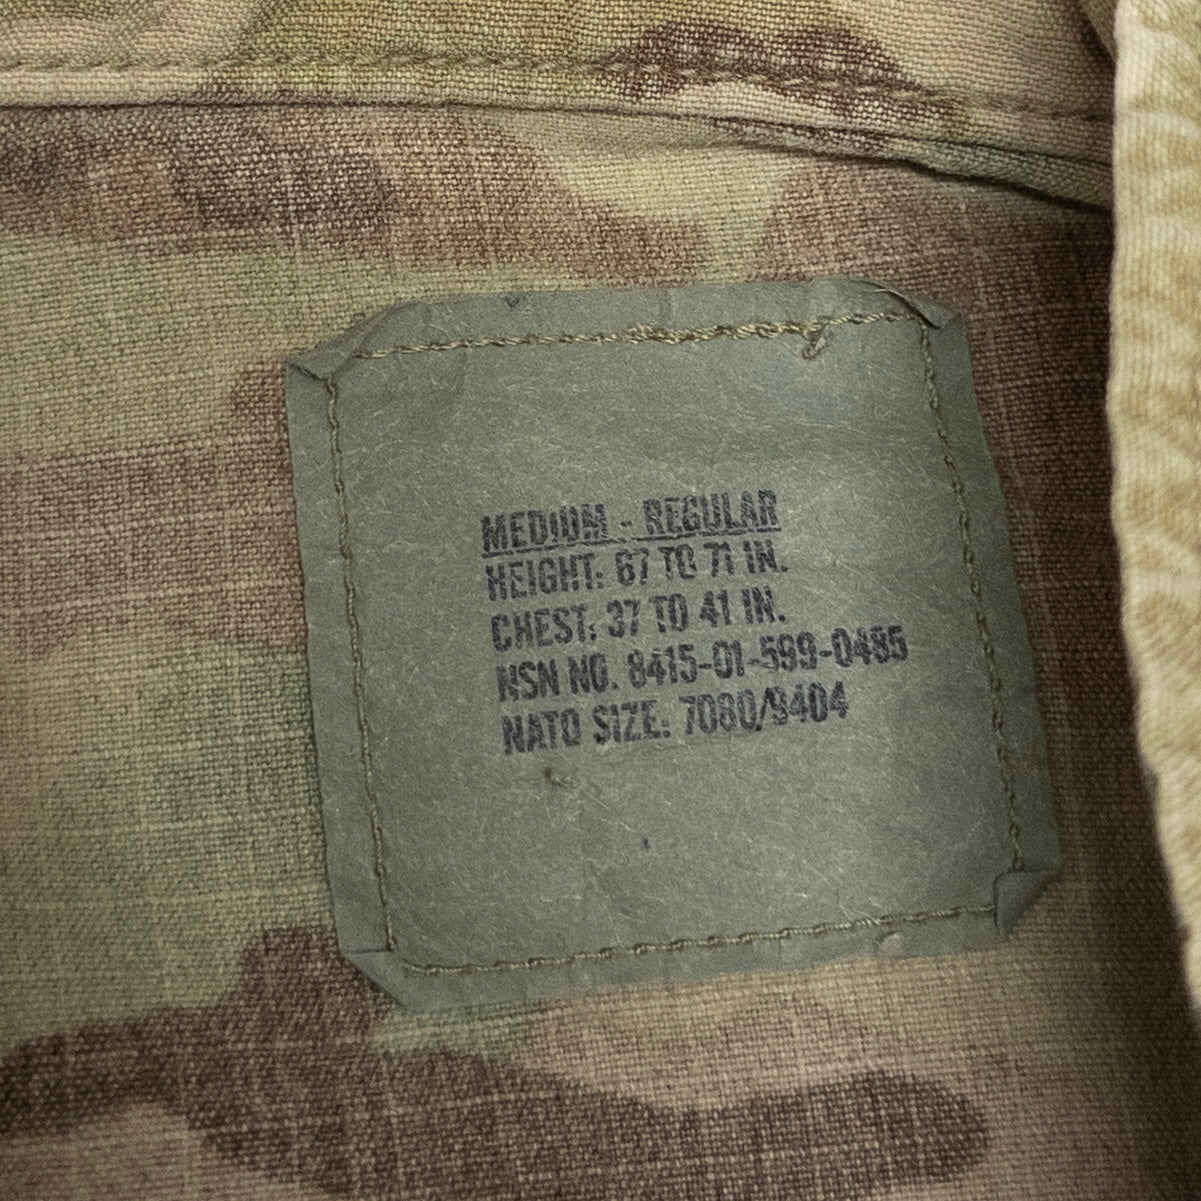 MEDIUM - REGULAR
HEIGHT: 67 TO 71 IN.
CHEST: 37 TO 41 IN.
NSN NO. 8415-01-599-0485
NATO SIZE: 7080/9404